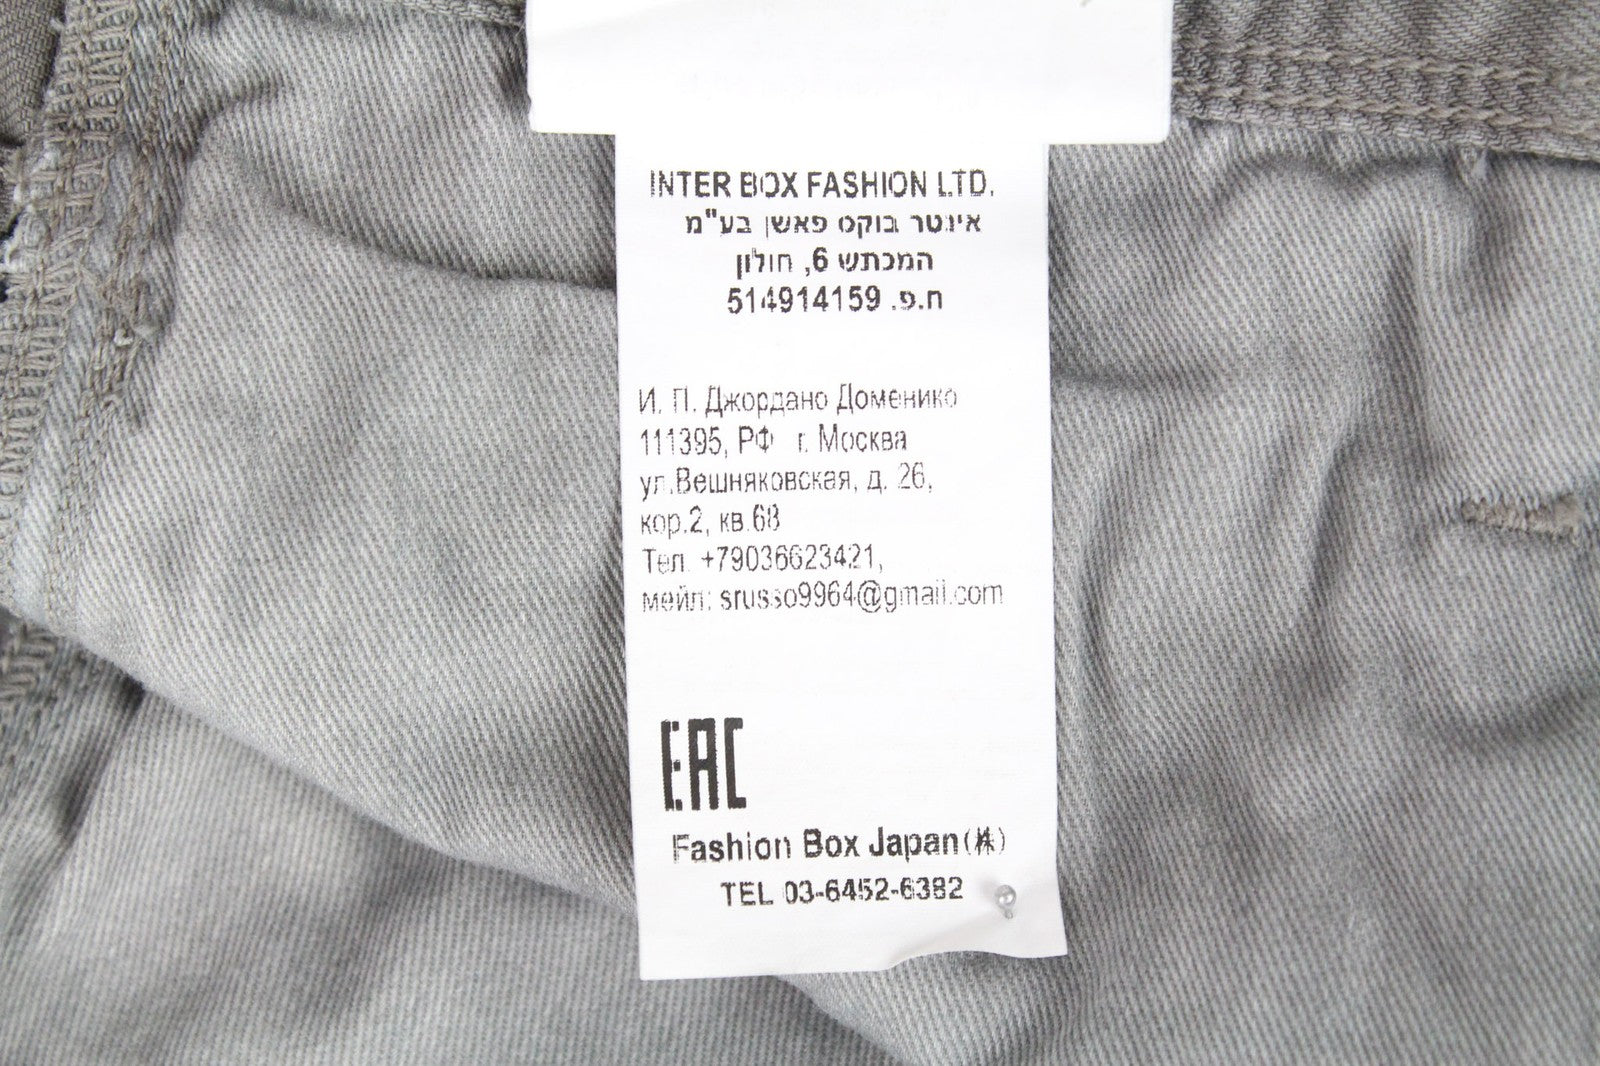 INTER BOX FASHION LTD.
אינטר בוקס פאשן בע"מ
המכתש 6, חולון
ח.פ. 514914159
И. П. Джордано Доменико
111395, РФ г. Москва
ул.Вешняковская, д. 26,
кор.2, кв.68
Тел. +79036623421,
мейл: srusso9964@gmail.com
EAC
Fashion Box Japan(株)
TEL 03-6452-6382